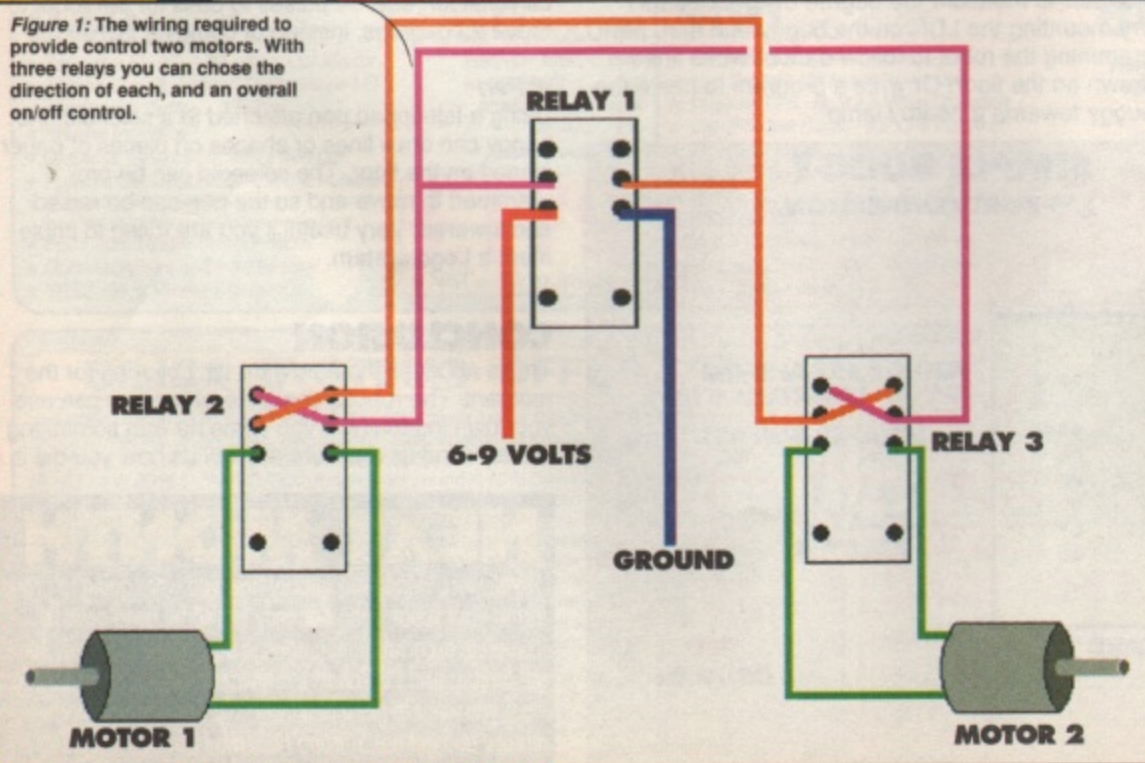 Figure 1: The wiring required to
provide control two motors. With
three relays you can chose the
direction of each, and an overall
on/off control.
RELAY 1
RELAY 2
6-9 VOLTS
RELAY 3
GROUND
MOTOR 1
MOTOR 2